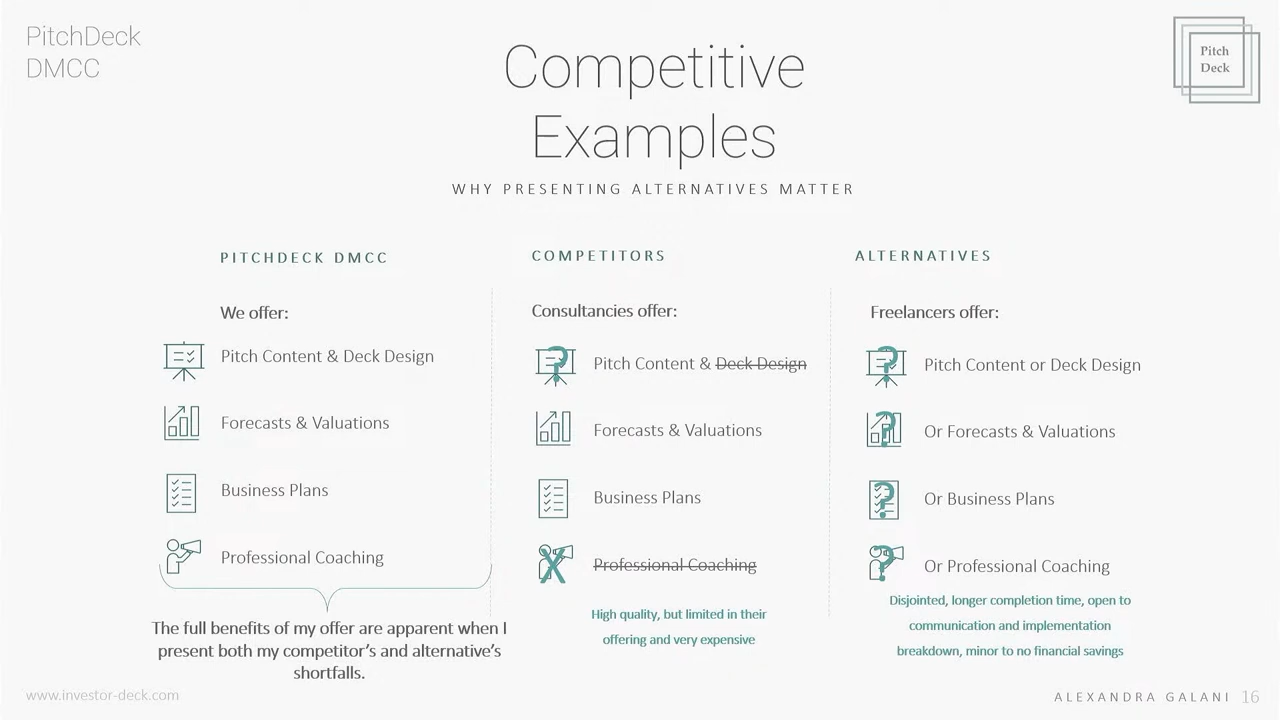 PitchDeck
DMCC
Pitch
Deck
Competitive
Examples
WHY PRESENTING ALTERNATIVES MATTER
PITCHDECK DMCC
We offer:
Pitch Content & Deck Design
Forecasts & Valuations
Business Plans
Professional Coaching
The full benefits of my offer are apparent when I
present both my competitor's and alternative's
shortfalls.
COMPETITORS
Consultancies offer:
?
Pitch Content & Deck Design
Forecasts & Valuations
Business Plans
X
Professional Coaching
High quality, but limited in their
offering and very expensive
ALTERNATIVES
Freelancers offer:
?
Pitch Content or Deck Design
?
Or Forecasts & Valuations
?
Or Business Plans
?
Or Professional Coaching
Disjointed, longer completion time, open to
communication and implementation
breakdown, minor to no financial savings
www.investor-deck.com
ALEXANDRA GALANI 16